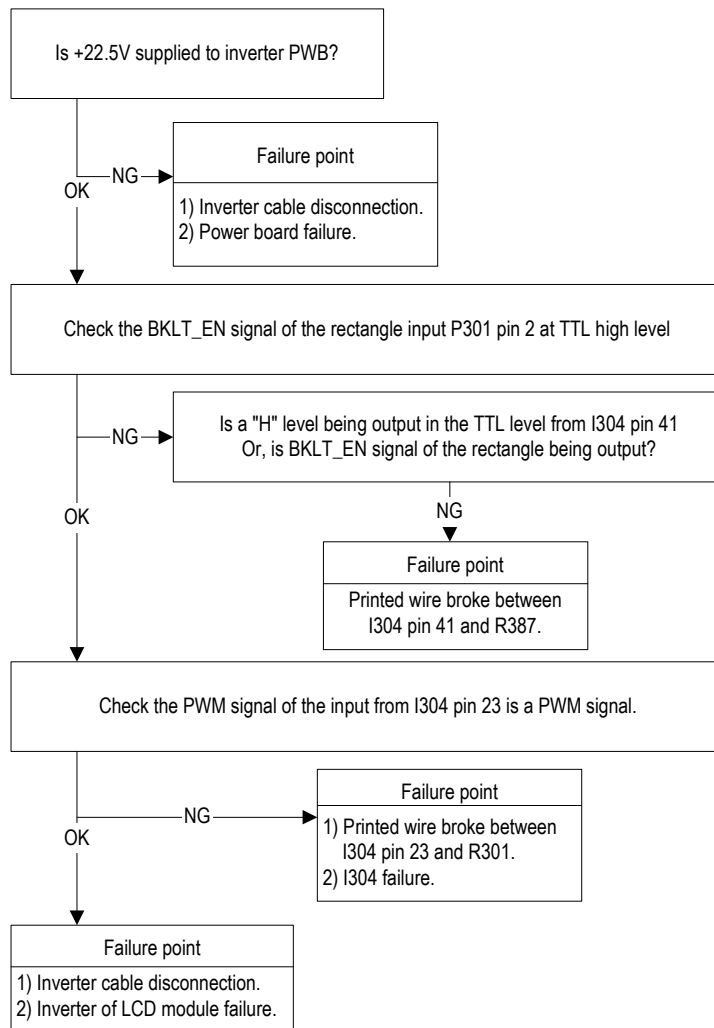 Is +22.5V supplied to inverter PWB?
NG
OK
Failure point
1) Inverter cable disconnection.
2) Power board failure.
Check the BKLT_EN signal of the rectangle input P301 pin 2 at TTL high level
NG
Is a "H" level being output in the TTL level from I304 pin 41
Or, is BKLT_EN signal of the rectangle being output?
OK
NG
Failure point
Printed wire broke between
I304 pin 41 and R387.
Check the PWM signal of the input from I304 pin 23 is a PWM signal.
NG
OK
Failure point
1) Printed wire broke between
I304 pin 23 and R301.
2) I304 failure.
Failure point
1) Inverter cable disconnection.
2) Inverter of LCD module failure.